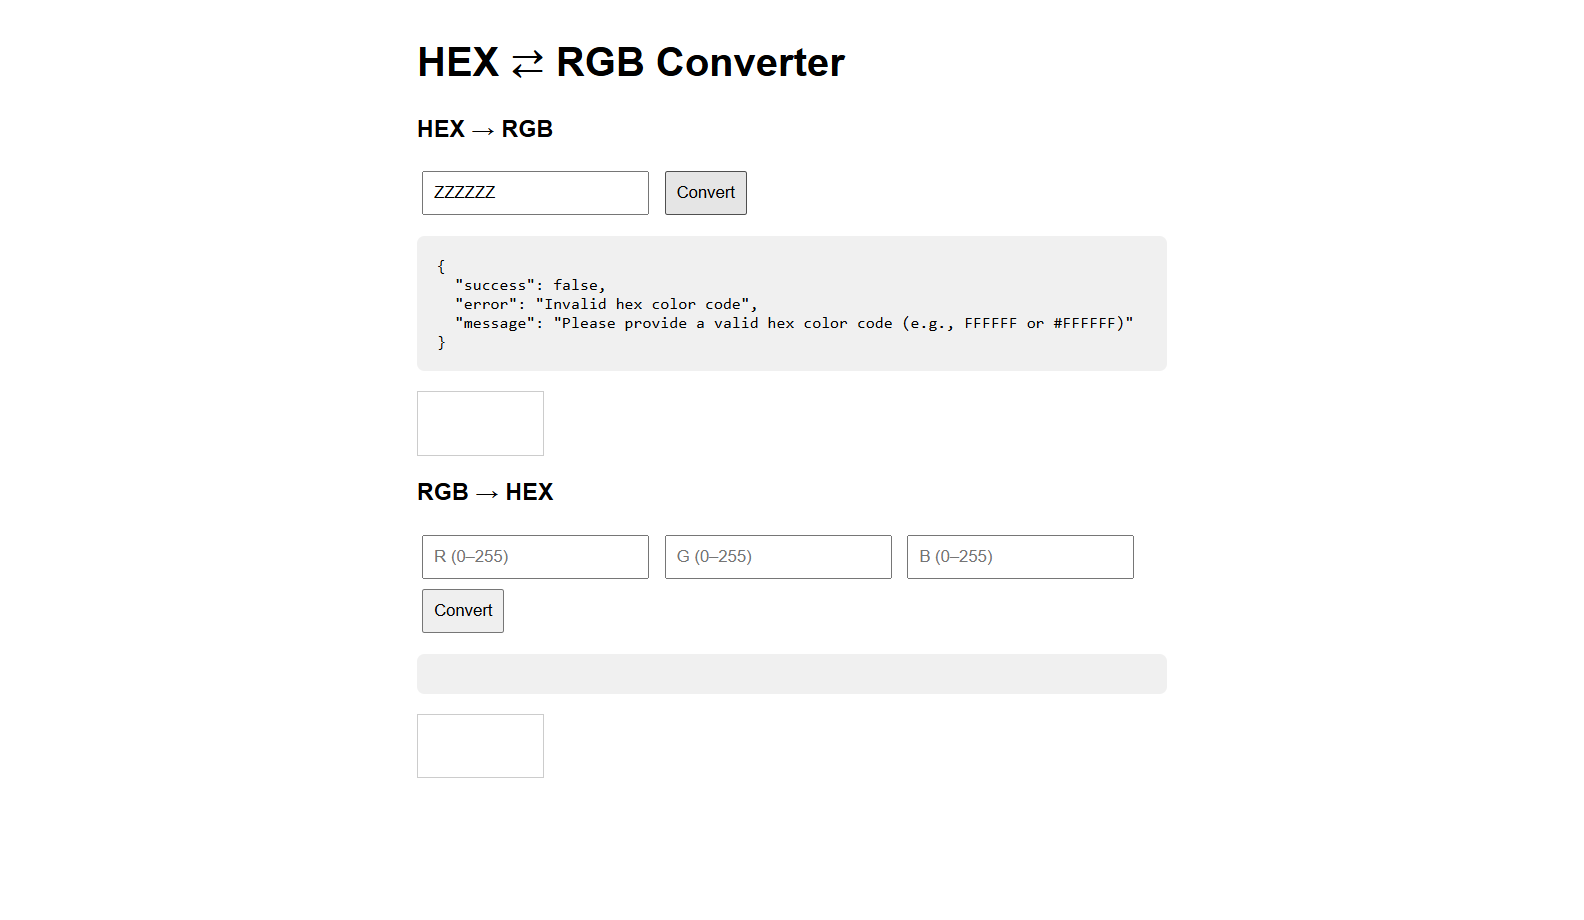 HEX ⇄ RGB Converter
HEX → RGB
ZZZZZZ Convert
{
  "success": false,
  "error": "Invalid hex color code",
  "message": "Please provide a valid hex color code (e.g., FFFFFF or #FFFFFF)"
}
RGB → HEX
R (0–255) G (0–255) B (0–255)
Convert